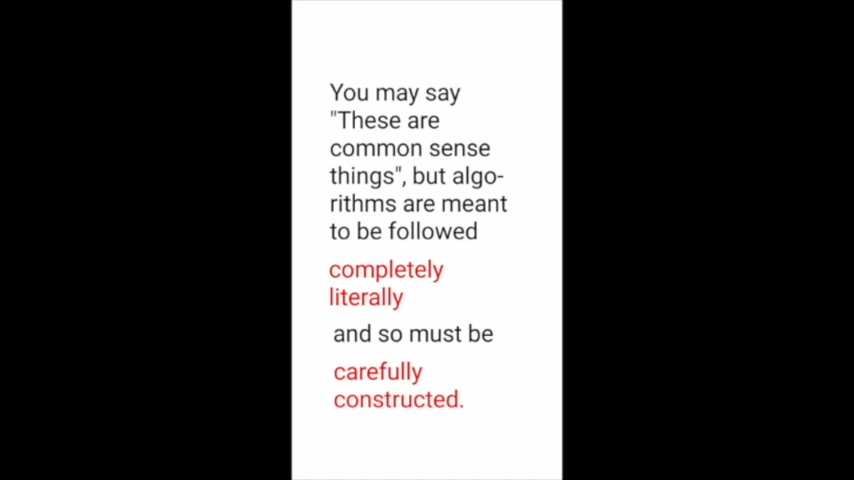 You may say
"These are
common sense
things", but algo-
rithms are meant
to be followed
completely
literally
and so must be
carefully
constructed.